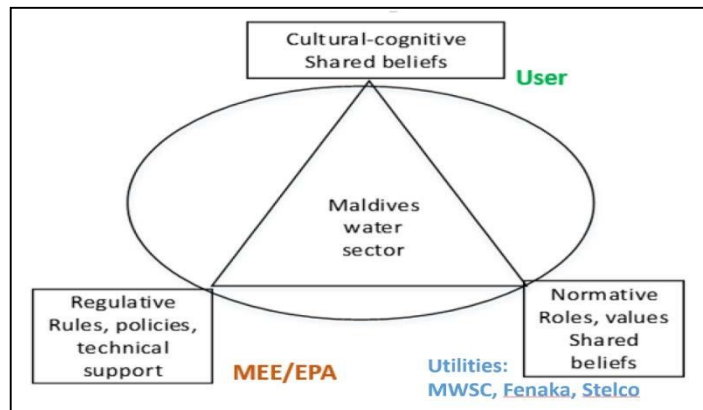 Cultural-cognitive
Shared beliefs
User
Maldives
water
sector
Regulative
Rules, policies,
technical
support
MEE/EPA
Normative
Roles, values
Shared
beliefs
Utilities:
MWSC, Fenaka, Stelco